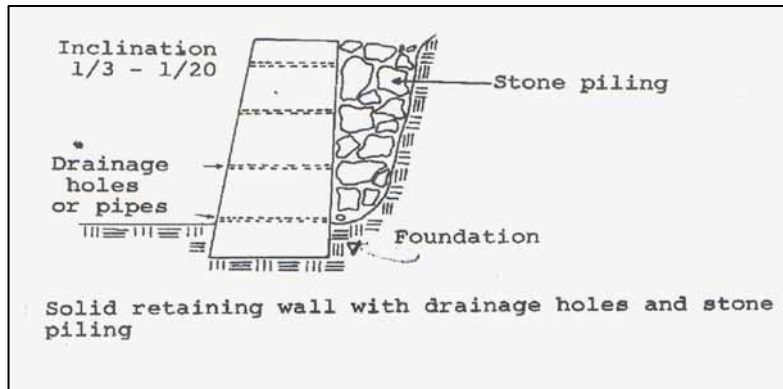 Inclination
1/3 - 1/20
Stone piling
Drainage
holes
or pipes
Foundation
Solid retaining wall with drainage holes and stone
piling